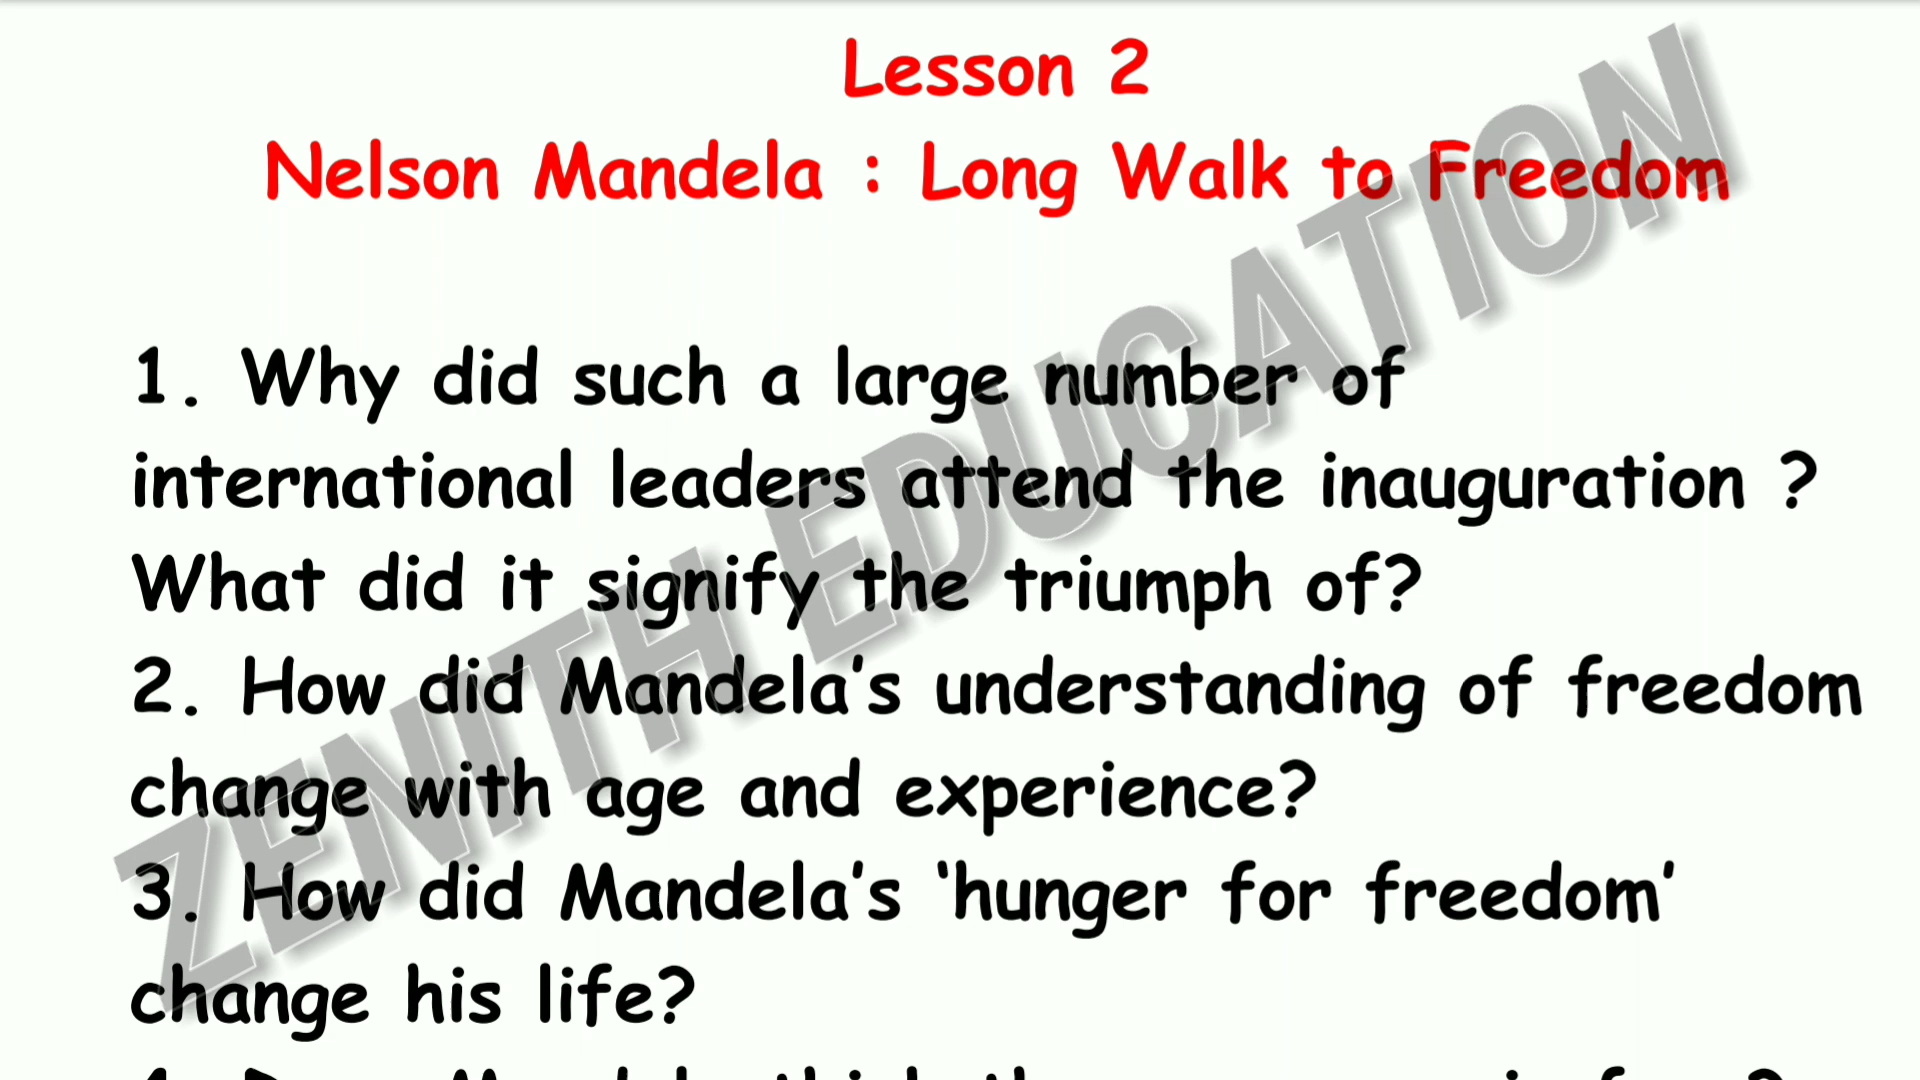 Lesson 2
Nelson Mandela : Long Walk to Freedom
1. Why did such a large number of
international leaders attend the inauguration ?
What did it signify the triumph of?
2. How did Mandela's understanding of freedom
change with age and experience?
3. How did Mandela's 'hunger for freedom'
change his life?
ZENITH EDUCATION